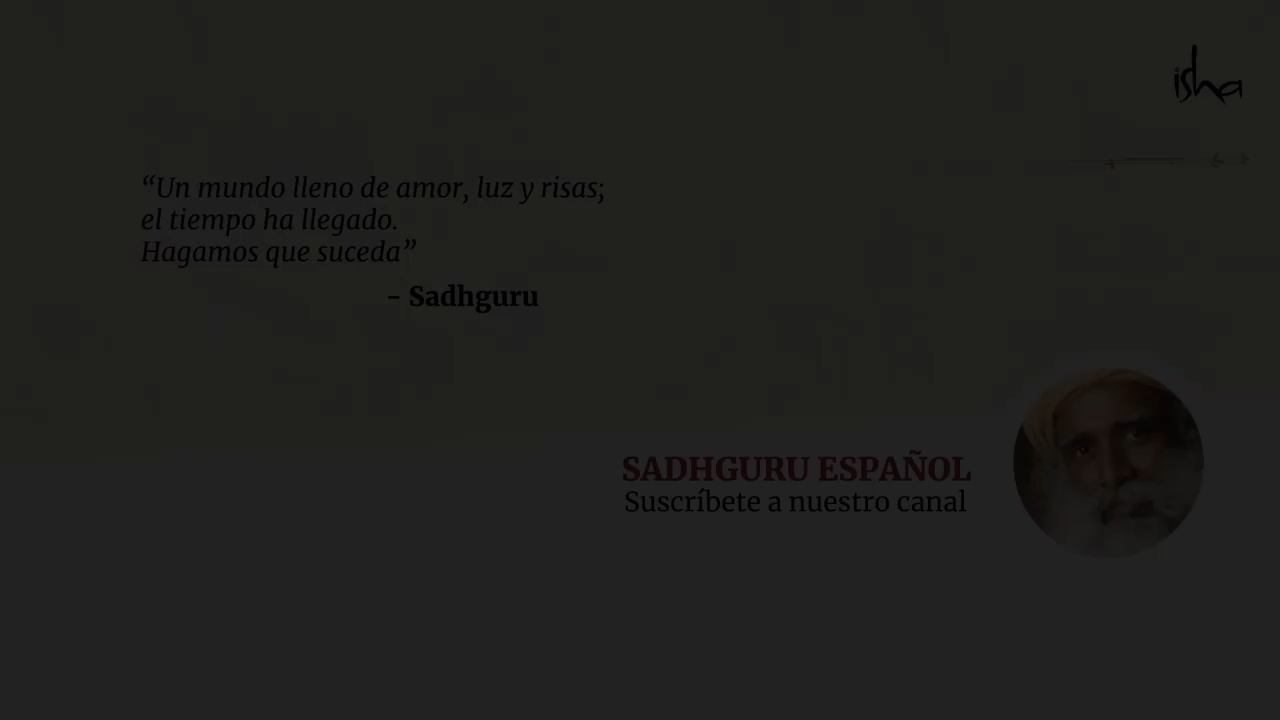 isha
“Un mundo lleno de amor, luz y risas;
el tiempo ha llegado.
Hagamos que suceda”
- Sadhguru
SADHGURU ESPAÑOL
Suscríbete a nuestro canal